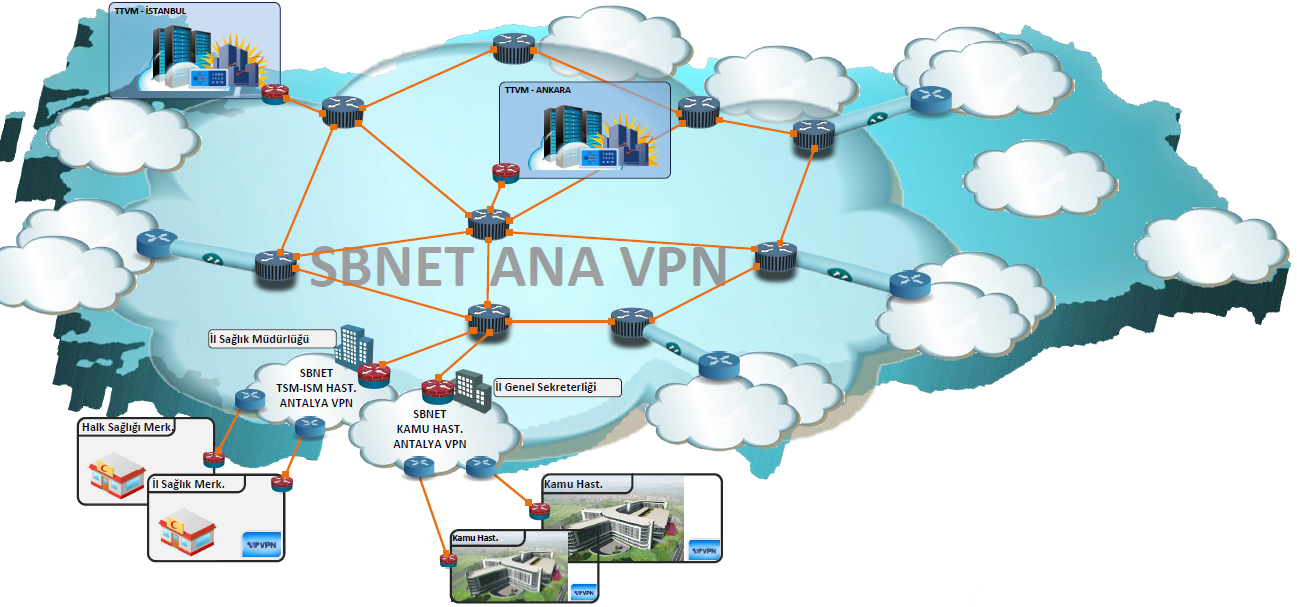 TTVM - İSTANBUL
TTVM - ANKARA
SBNET ANA VPN
İl Sağlık Müdürlüğü
SBNET
TSM-ISM HAST.
ANTALYA VPN
İl Genel Sekreterliği
SBNET
KAMU HAST.
ANTALYA VPN
Halk Sağlığı Merk.
İl Sağlık Merk.
VPN
Kamu Hast.
VPN
Kamu Hast.
VPN